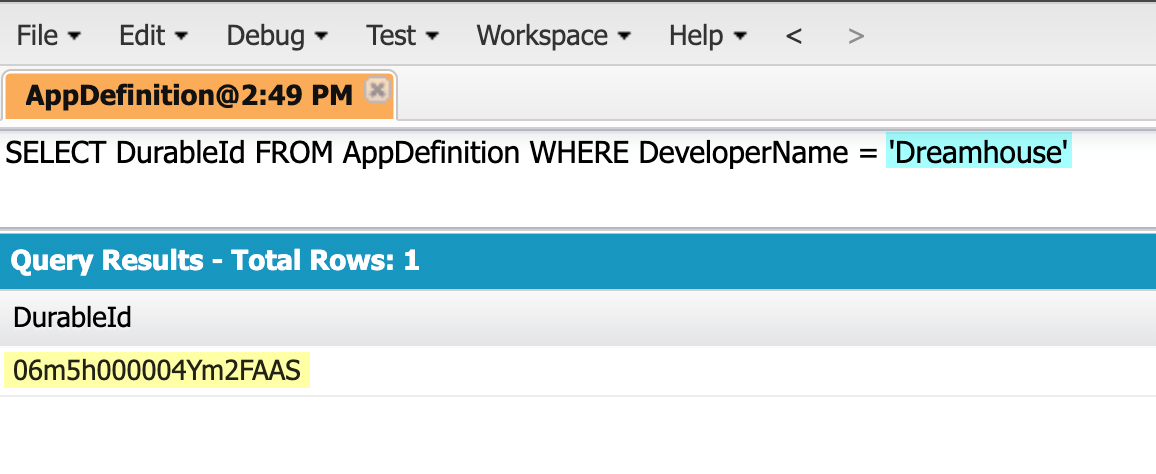 File Edit Debug Test Workspace Help < >
AppDefinition@2:49 PM
SELECT DurableId FROM AppDefinition WHERE DeveloperName = 'Dreamhouse'
Query Results - Total Rows: 1
DurableId
06m5h000004Ym2FAAS